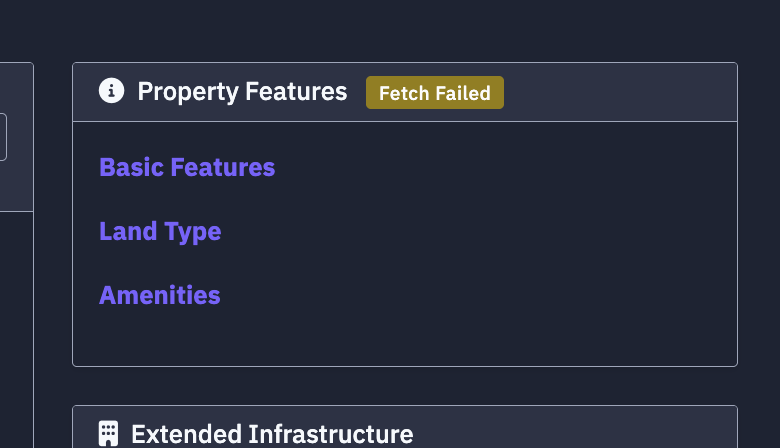 Property Features Fetch Failed
Basic Features
Land Type
Amenities
Extended Infrastructure